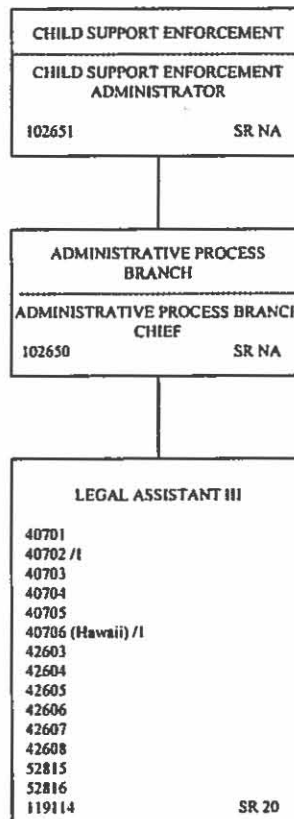 CHILD SUPPORT ENFORCEMENT
CHILD SUPPORT ENFORCEMENT
ADMINISTRATOR
102651 SR NA
ADMINISTRATIVE PROCESS
BRANCH
ADMINISTRATIVE PROCESS BRANCH
CHIEF
102650 SR NA
LEGAL ASSISTANT III
40701
40702 /1
40703
40704
40705
40706 (Hawaii) /1
42603
42604
42605
42606
42607
42608
52815
52816
119114 SR 20